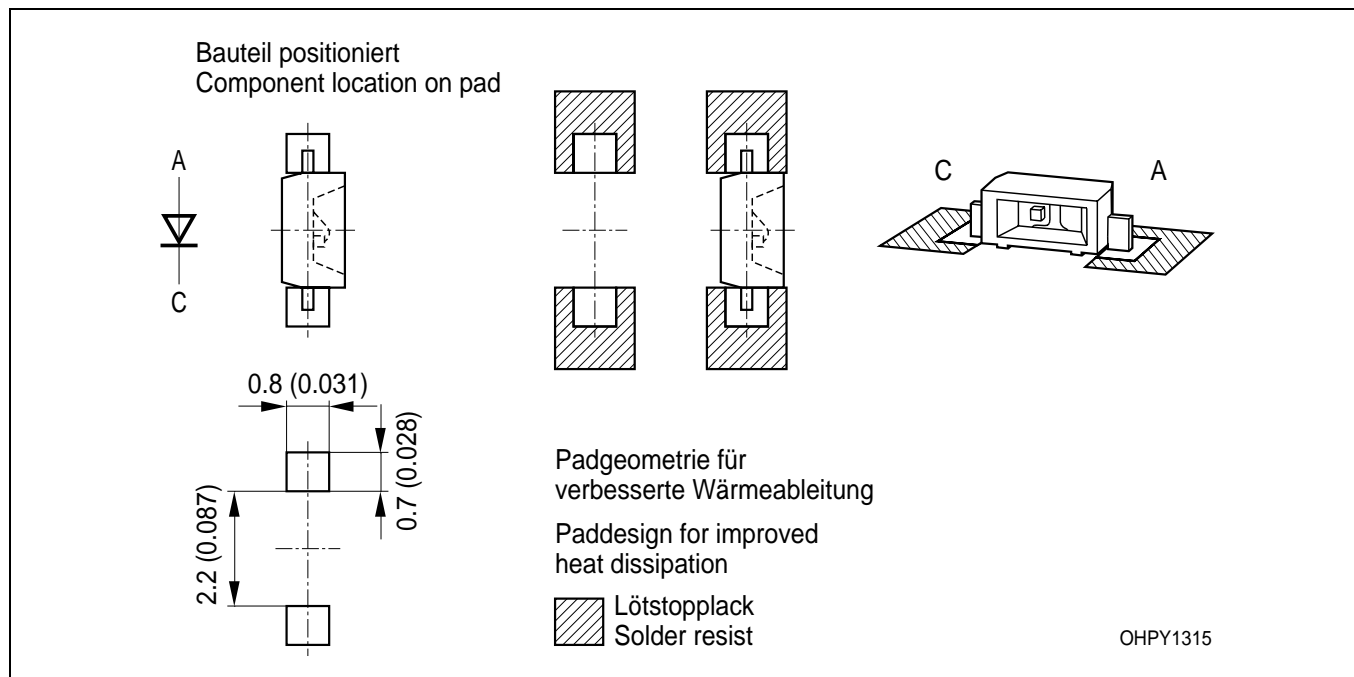 Bauteil positioniert
Component location on pad
A
C
C
A
0.8 (0.031)
0.7 (0.028)
2.2 (0.087)
Padgeometrie für
verbesserte Wärmeableitung
Paddesign for improved
heat dissipation
Lötstopplack
Solder resist
OHPY1315